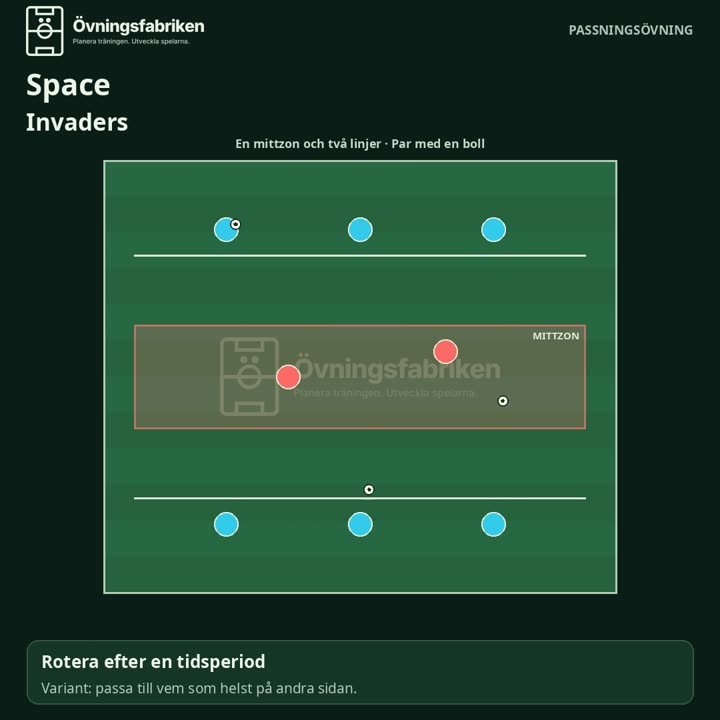 Övningsfabriken
Planera träningen. Utveckla spelarna.
PASSNINGSÖVNING
Space
Invaders
En mittzon och två linjer · Par med en boll
MITTZON
Övningsfabriken
Planera träningen. Utveckla spelarna.
Rotera efter en tidsperiod
Variant: passa till vem som helst på andra sidan.